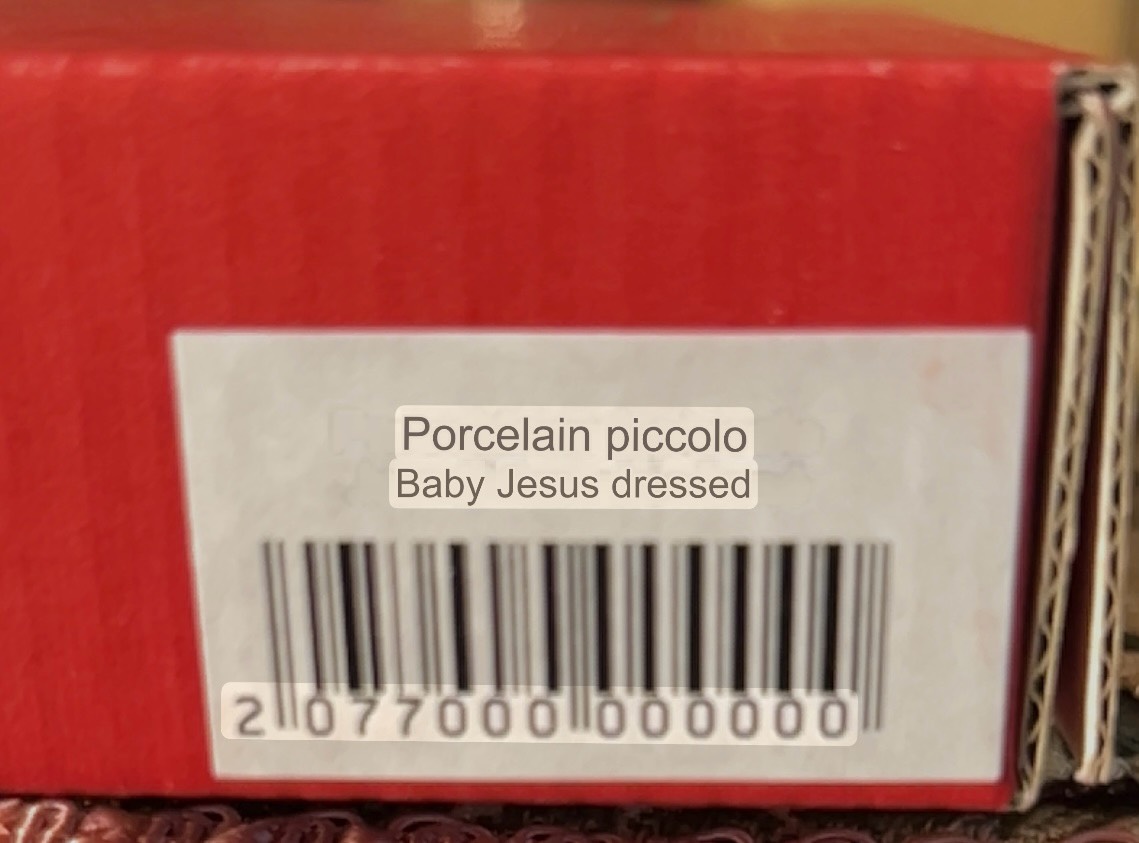 Porcelain piccolo
Baby Jesus dressed
2 077000 000000